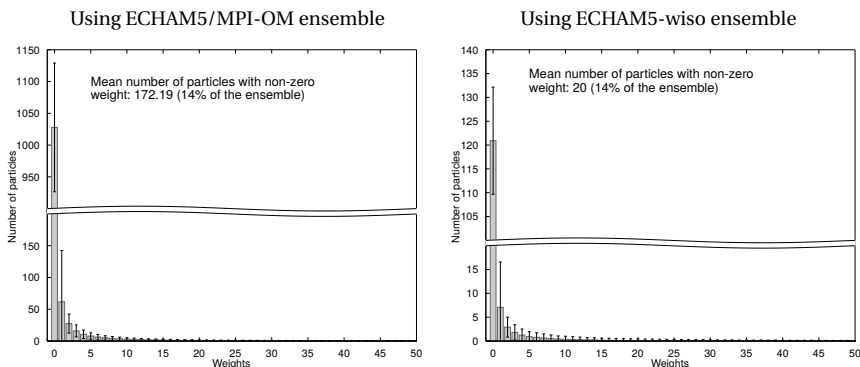 Using ECHAM5/MPI-OM ensemble
1150
1100
1050
1000
950
150
100
50
0
Number of particles
Mean number of particles with non-zero
weight: 172.19 (14% of the ensemble)
0 5 10 15 20 25 30 35 40 45 50
Weights
Using ECHAM5-wiso ensemble
140
135
130
125
120
115
110
105
15
10
5
0
Number of particles
Mean number of particles with non-zero
weight: 20 (14% of the ensemble)
0 5 10 15 20 25 30 35 40 45 50
Weights